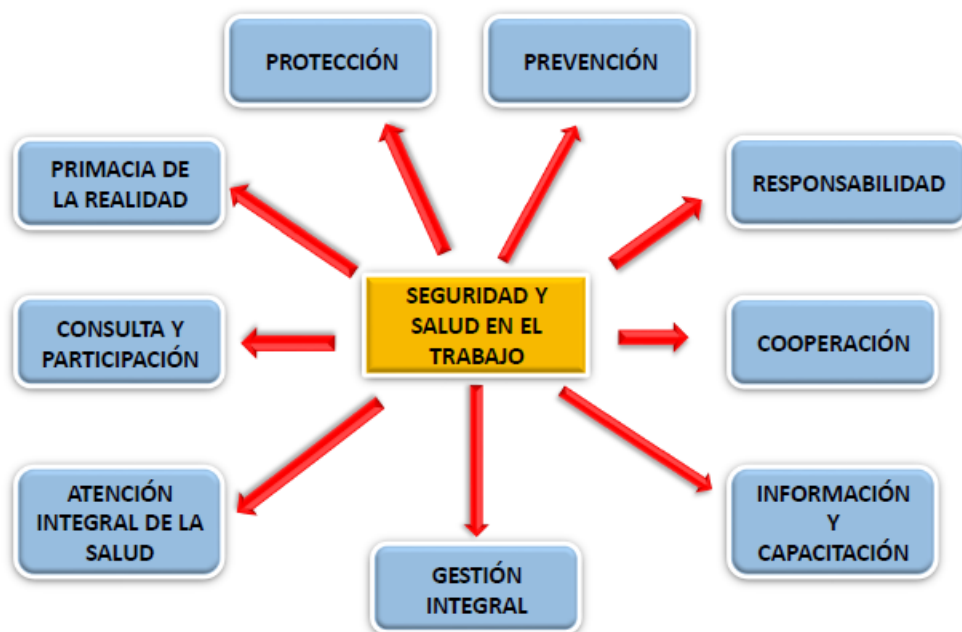 PROTECCIÓN
PREVENCIÓN
PRIMACIA DE
LA REALIDAD
RESPONSABILIDAD
SEGURIDAD Y
SALUD EN EL
TRABAJO
CONSULTA Y
PARTICIPACIÓN
COOPERACIÓN
ATENCIÓN
INTEGRAL DE LA
SALUD
INFORMACIÓN
Y
CAPACITACIÓN
GESTIÓN
INTEGRAL